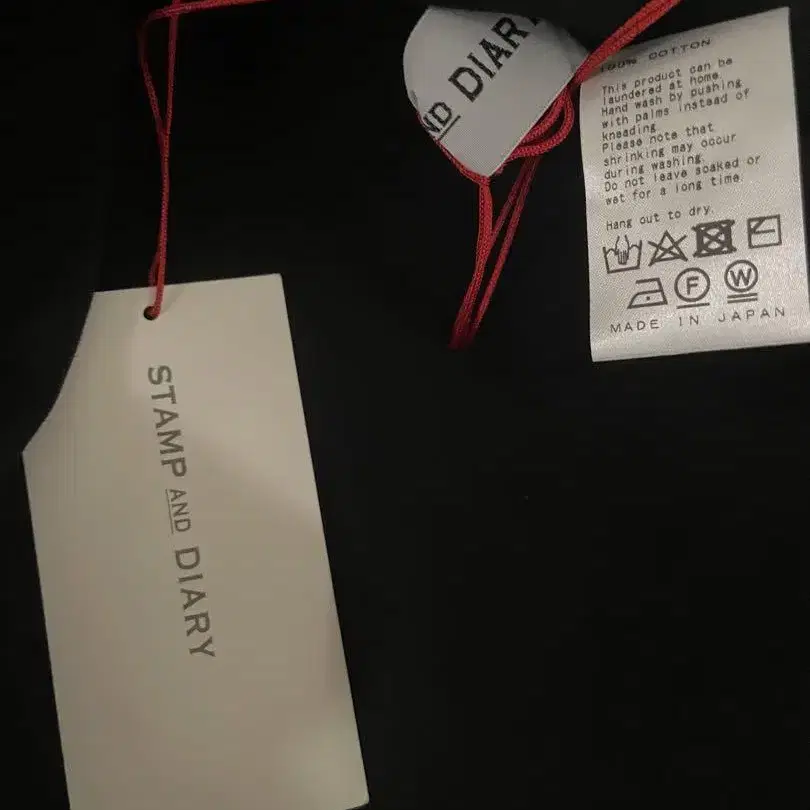 STAMP AND DIARY
ND DIARY
100% COTTON
This product can be
laundered at home.
Hand wash by pushing
with palms instead of
kneading.
Please note that
shrinking may occur
during washing.
Do not leave soaked or
wet for a long time.
Hang out to dry.
F W
MADE IN JAPAN